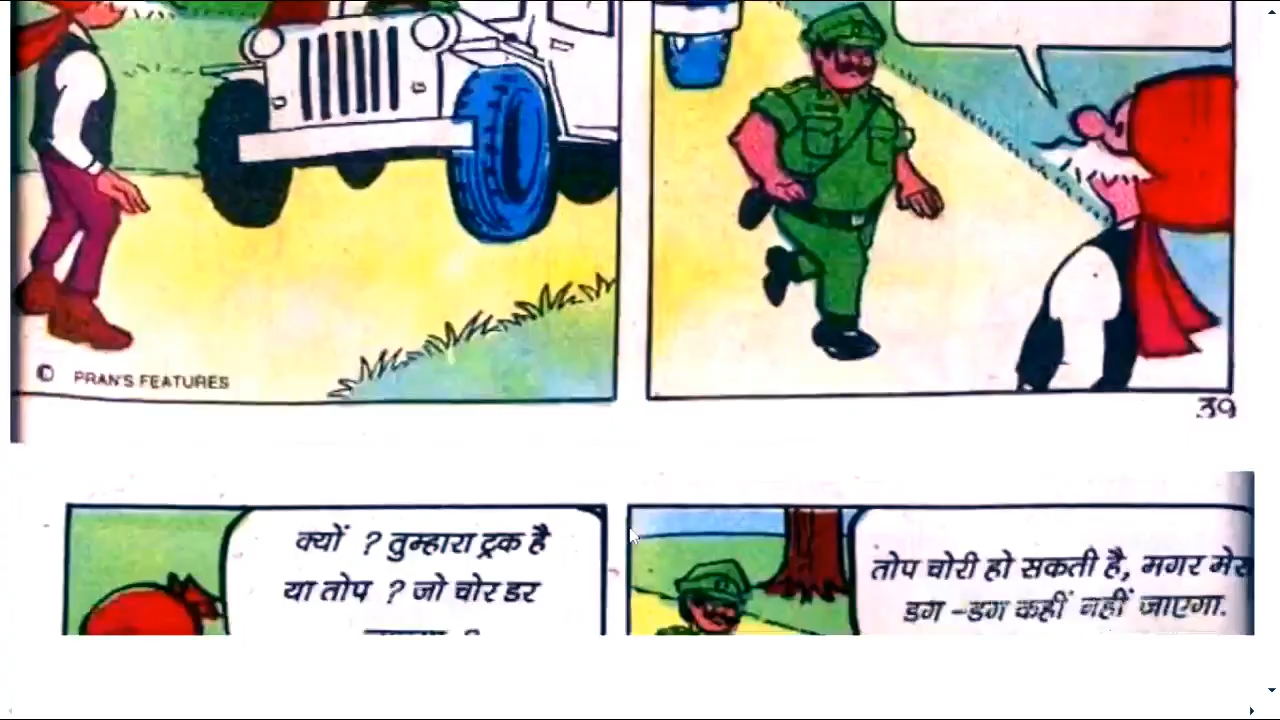 © PRAN'S FEATURES
39
क्यों ? तुम्हारा ट्रक है
या तोप ? जो चोर डर
तोप चोरी हो सकती है, मगर मेरा
डग -डग कहीं नहीं जाएगा.